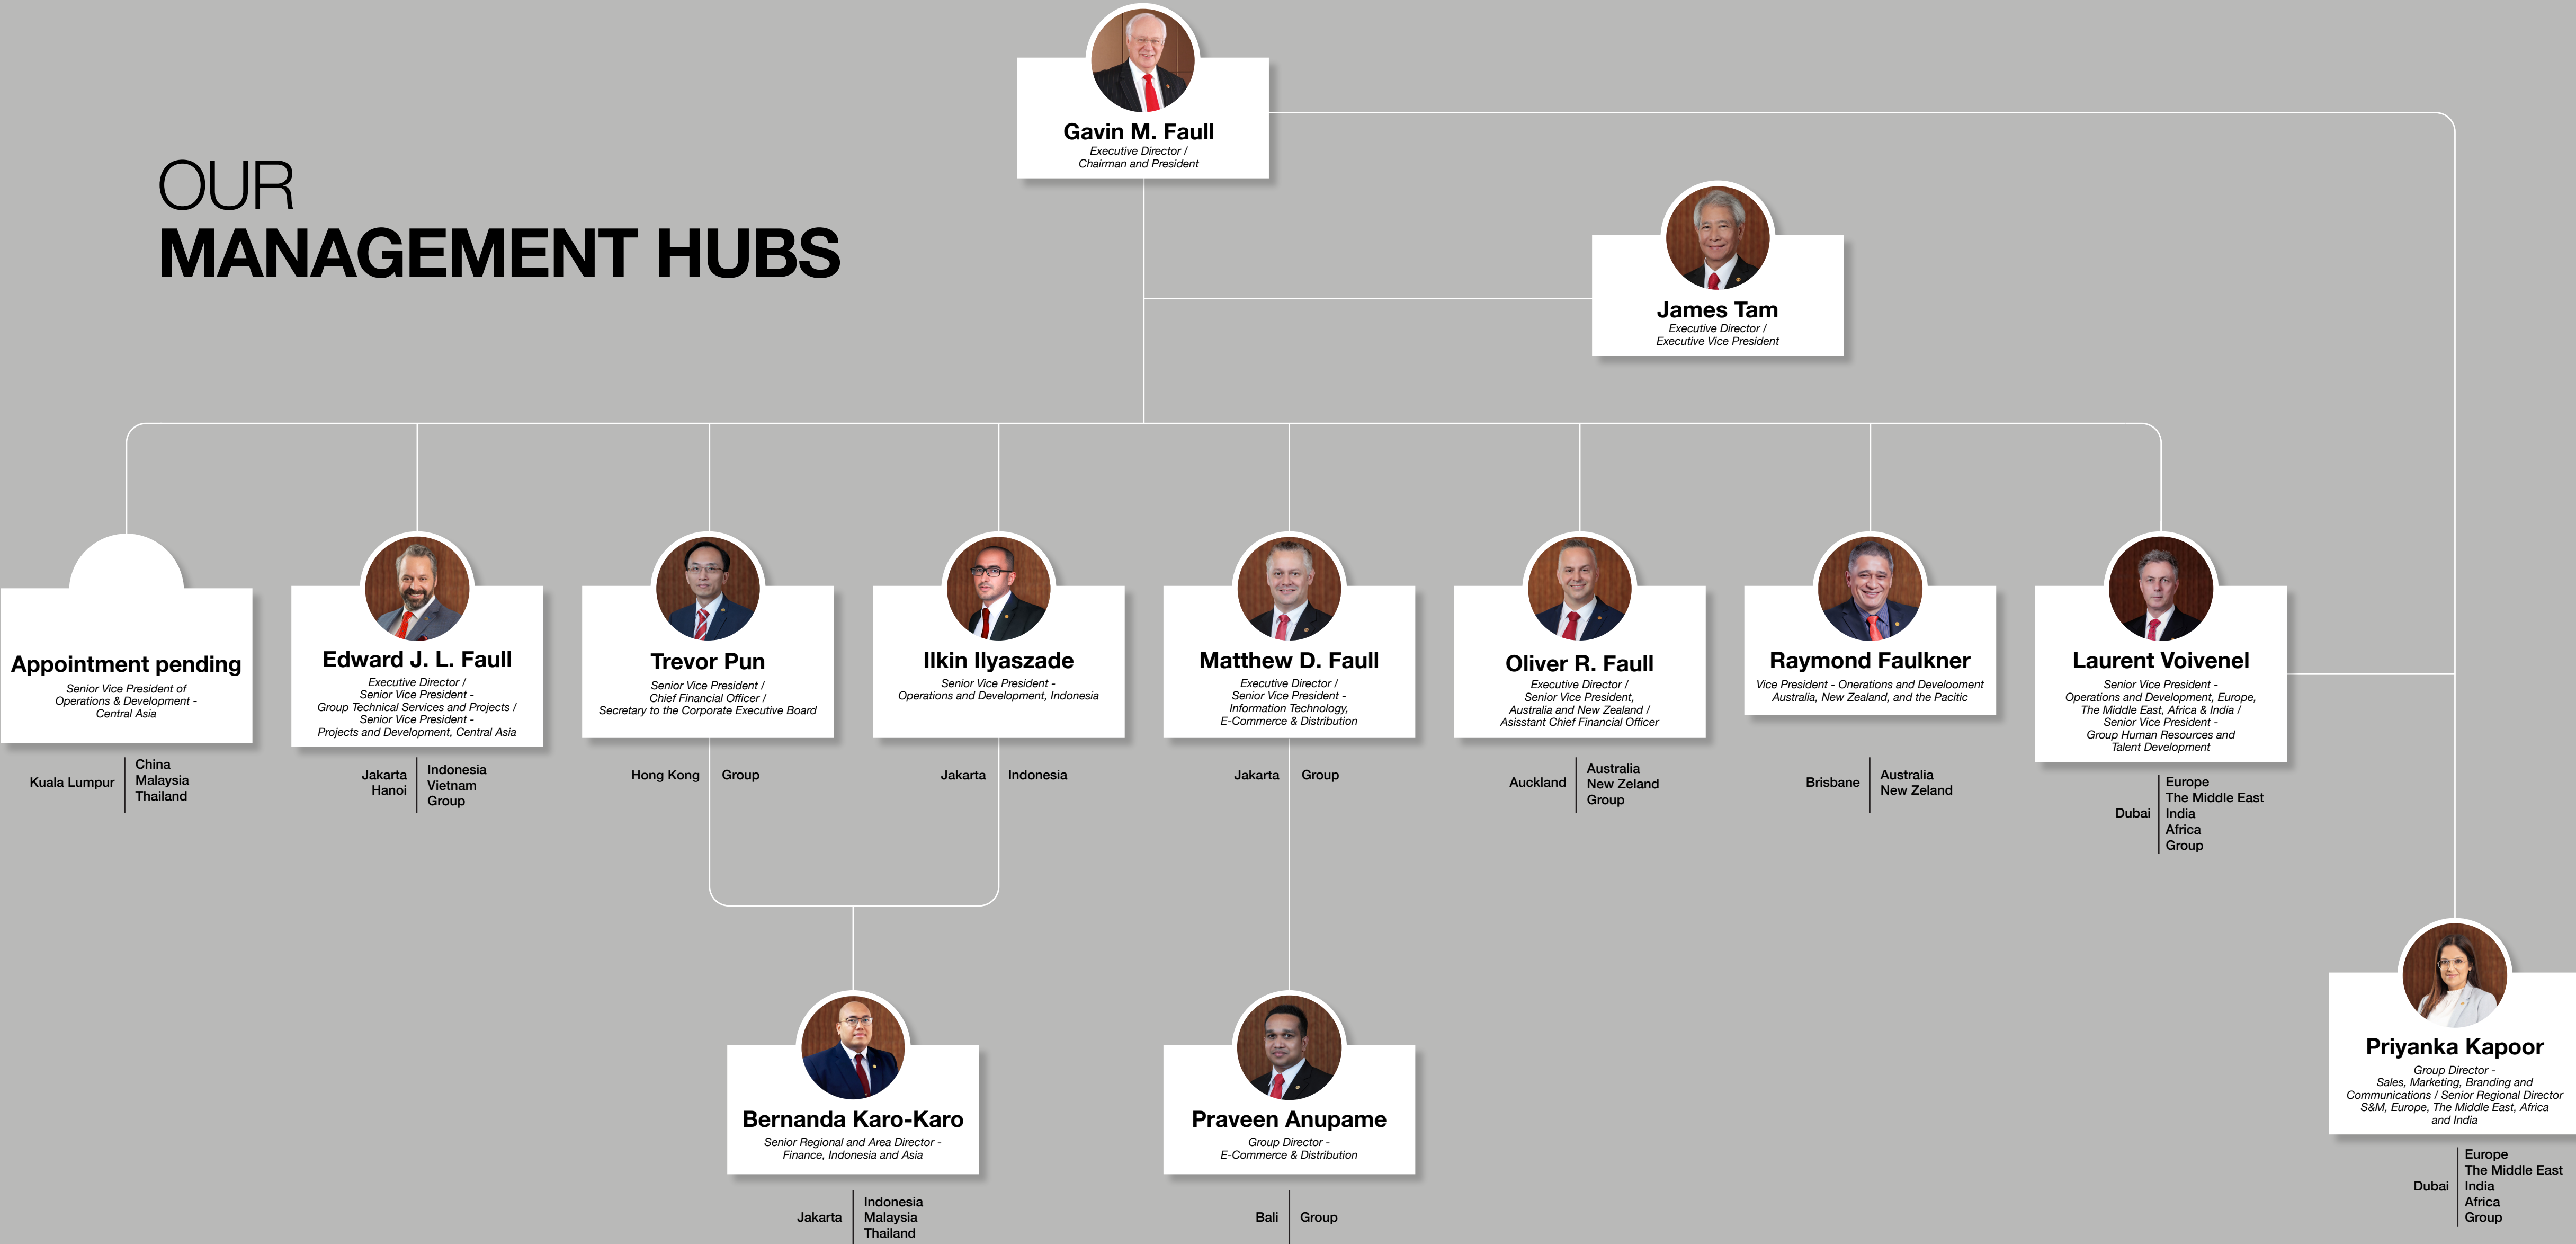 OUR
MANAGEMENT HUBS
Gavin M. Faull
Executive Director /
Chairman and President
James Tam
Executive Director /
Executive Vice President
Appointment pending
Senior Vice President of
Operations & Development -
Central Asia
Kuala Lumpur
China
Malaysia
Thailand
Edward J. L. Faull
Executive Director /
Senior Vice President -
Group Technical Services and Projects /
Senior Vice President -
Projects and Development, Central Asia
Jakarta
Hanoi
Indonesia
Vietnam
Group
Trevor Pun
Senior Vice President /
Chief Financial Officer /
Secretary to the Corporate Executive Board
Hong Kong
Group
Ilkin Ilyaszade
Senior Vice President -
Operations and Development, Indonesia
Jakarta
Indonesia
Matthew D. Faull
Executive Director /
Senior Vice President -
Information Technology,
E-Commerce & Distribution
Jakarta
Group
Oliver R. Faull
Executive Director /
Senior Vice President,
Australia and New Zealand /
Asisstant Chief Financial Officer
Auckland
Australia
New Zeland
Group
Raymond Faulkner
Vice President - Onerations and Develooment
Australia, New Zealand, and the Pacitic
Brisbane
Australia
New Zeland
Laurent Voivenel
Senior Vice President -
Operations and Development, Europe,
The Middle East, Africa & India /
Senior Vice President -
Group Human Resources and
Talent Development
Dubai
Europe
The Middle East
India
Africa
Group
Bernanda Karo-Karo
Senior Regional and Area Director -
Finance, Indonesia and Asia
Jakarta
Indonesia
Malaysia
Thailand
Praveen Anupame
Group Director -
E-Commerce & Distribution
Bali
Group
Priyanka Kapoor
Group Director -
Sales, Marketing, Branding and
Communications / Senior Regional Director
S&M, Europe, The Middle East, Africa
and India
Dubai
Europe
The Middle East
India
Africa
Group